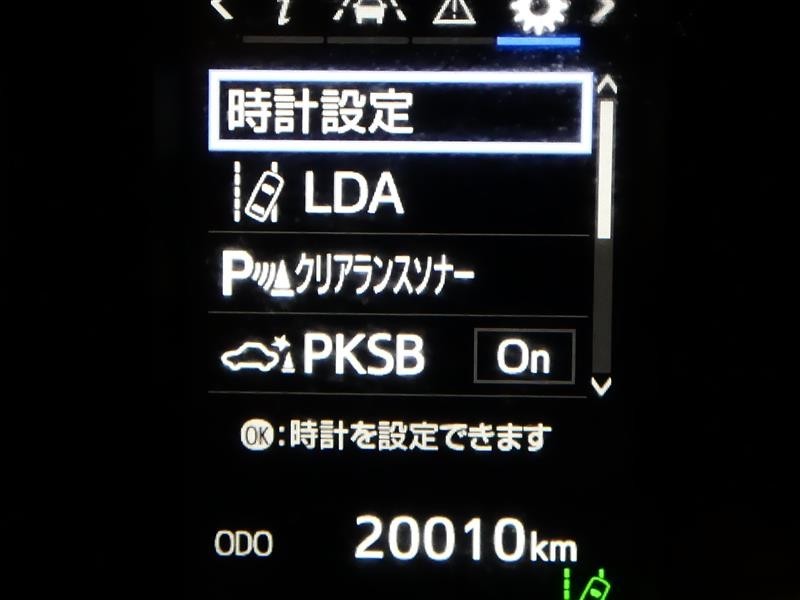 時計設定
LDA
Pクリアランスソナー
PKSB On
OK:時計を設定できます
ODO 20010km